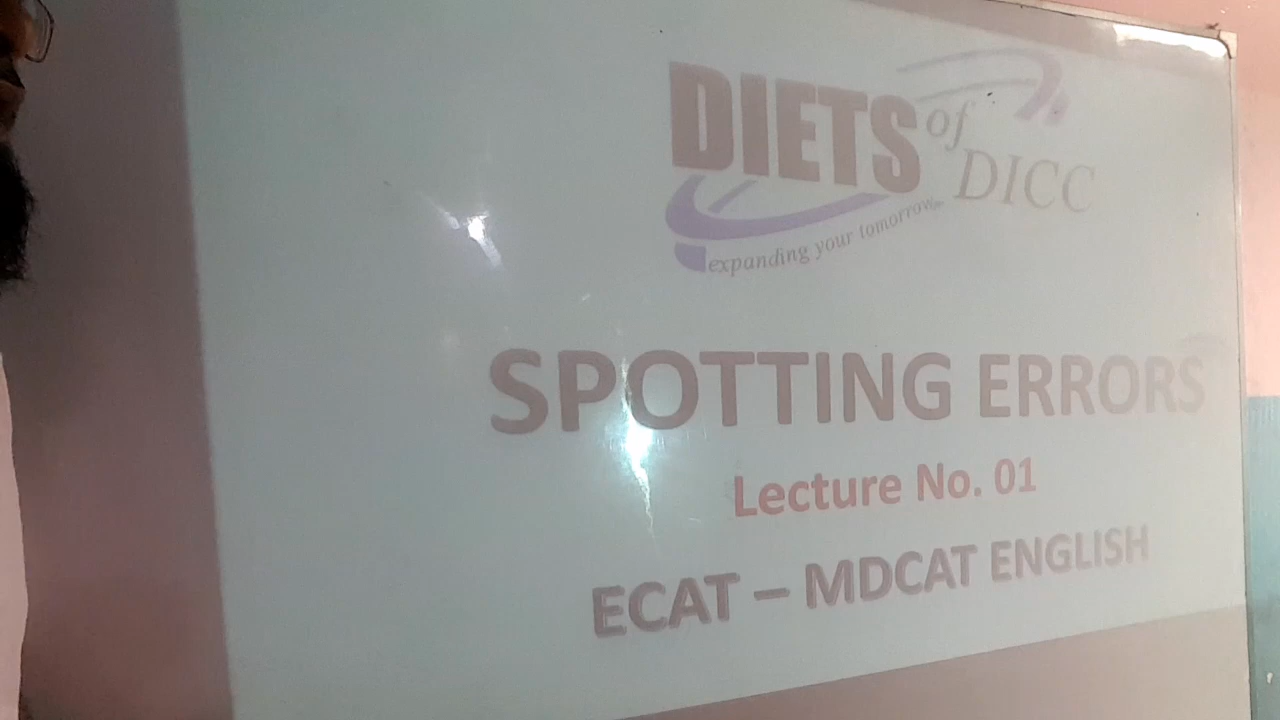 DIETS of DICC
expanding your tomorrow...
SPOTTING ERRORS
Lecture No. 01
ECAT – MDCAT ENGLISH